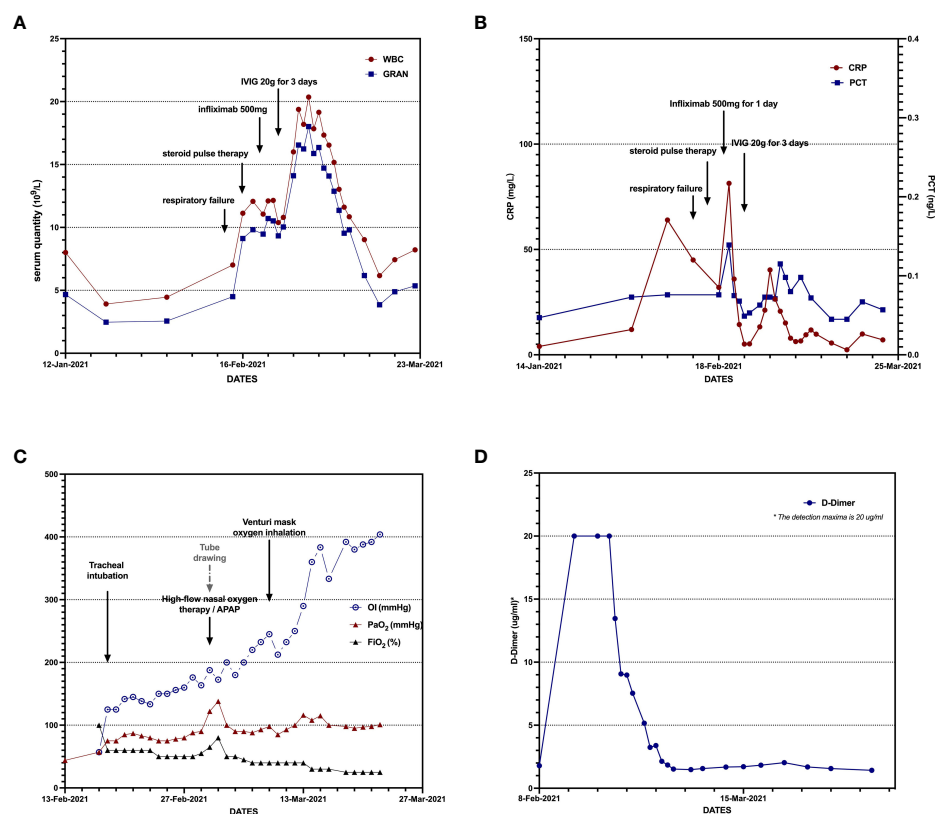 A
25
20
15
10
5
0
serum quantity (10⁹/L)
WBC
GRAN
IVIG 20g for 3 days
infliximab 500mg
steroid pulse therapy
respiratory failure
12-Jan-2021
16-Feb-2021
23-Mar-2021
DATES
B
150
100
50
0
CRP (mg/L)
0.4
0.3
0.2
0.1
0.0
PCT (ng/L)
CRP
PCT
Infliximab 500mg for 1 day
steroid pulse therapy
IVIG 20g for 3 days
respiratory failure
14-Jan-2021
18-Feb-2021
25-Mar-2021
DATES
C
500
400
300
200
100
0
Venturi mask
oxygen inhalation
Tube
drawing
Tracheal
intubation
High-flow nasal oxygen
therapy / APAP
OI (mmHg)
PaO₂ (mmHg)
FiO₂ (%)
13-Feb-2021
27-Feb-2021
13-Mar-2021
27-Mar-2021
DATES
D
25
20
15
10
5
0
D-Dimer (ug/ml)*
D-Dimer
* The detection maxima is 20 ug/ml
8-Feb-2021
15-Mar-2021
DATES